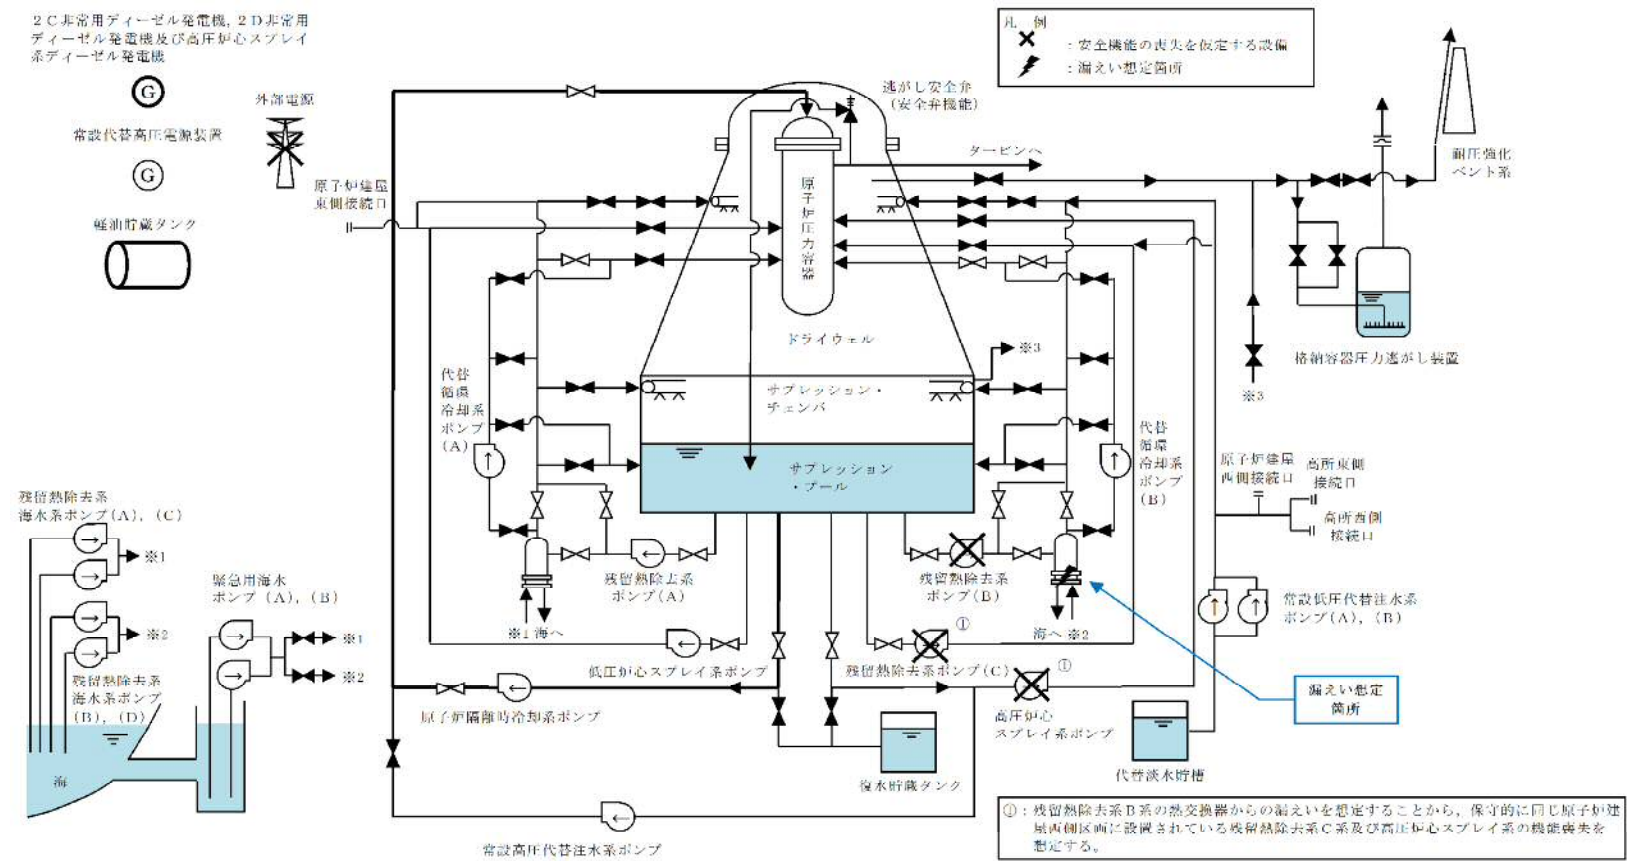 2C非常用ディーゼル発電機，2D非常用
ディーゼル発電機及び高圧炉心スプレイ
系ディーゼル発電機
G
常設代替高圧電源装置
G
軽油貯蔵タンク
外部電源
原子炉建屋
東側接続口
凡　例
：安全機能の喪失を仮定する設備
：漏えい想定箇所
逃がし安全弁
（安全弁機能）
タービンへ
原子炉圧力容器
ドライウェル
※3
サプレッション・
チェンバ
サプレッション
・プール
耐圧強化
ベント系
格納容器圧力逃がし装置
※3
代替
循環
冷却系
ポンプ
(A)
代替
循環
冷却系
ポンプ
(B)
原子炉建屋
西側接続口
高所東側
接続口
高所西側
接続口
残留熱除去系
海水系ポンプ(A)，(C)
※1
※2
残留熱除去系
海水系ポンプ
(B)，(D)
海
緊急用海水
ポンプ(A)，(B)
※1
※2
残留熱除去系
ポンプ(A)
※1 海へ
残留熱除去系
ポンプ(B)
海へ ※2
①
低圧炉心スプレイ系ポンプ
残留熱除去系ポンプ(C)
①
原子炉隔離時冷却系ポンプ
高圧炉心
スプレイ系ポンプ
常設低圧代替注水系
ポンプ(A)，(B)
漏えい想定
箇所
復水貯蔵タンク
代替淡水貯槽
常設高圧代替注水系ポンプ
①：残留熱除去系B系の熱交換器からの漏えいを想定することから，保守的に同じ原子炉建
屋西側区画に設置されている残留熱除去系C系及び高圧炉心スプレイ系の機能喪失を
想定する。